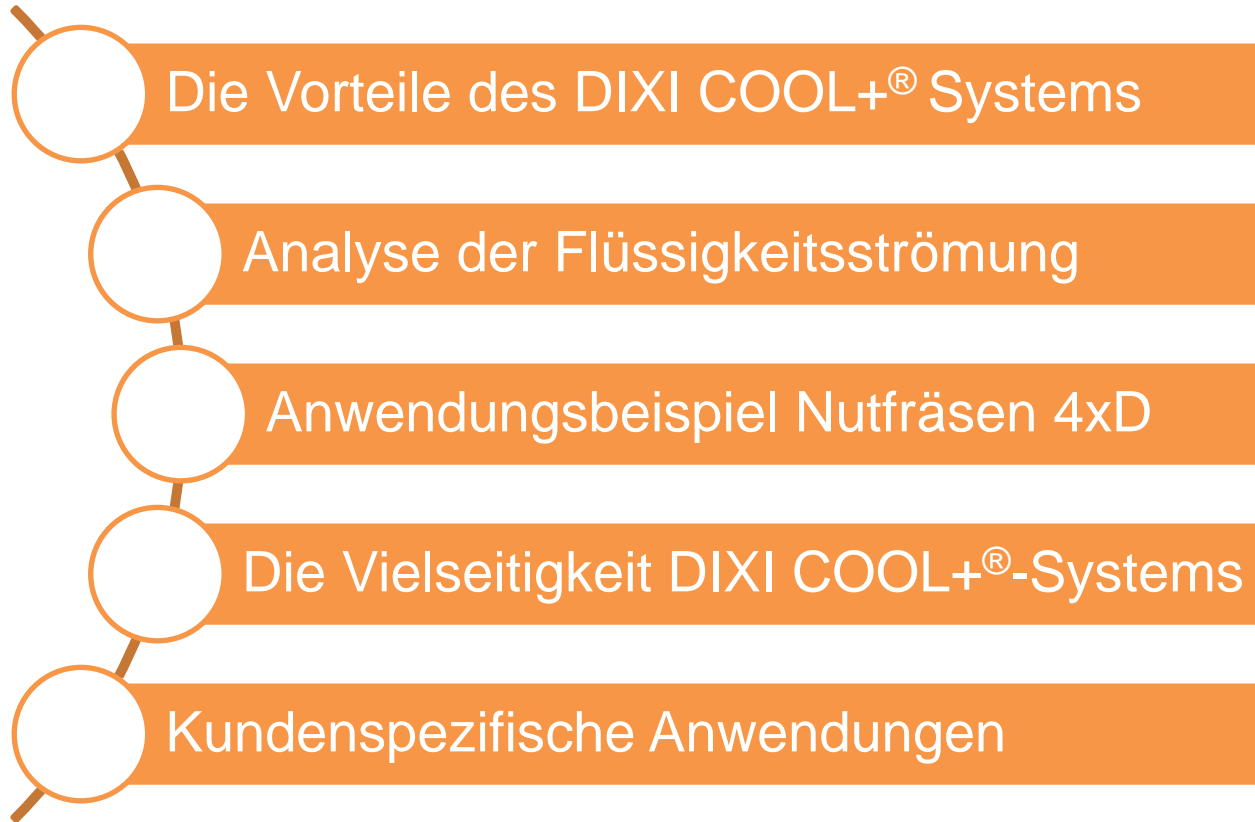 Die Vorteile des DIXI COOL+® Systems
Analyse der Flüssigkeitsströmung
Anwendungsbeispiel Nutfräsen 4xD
Die Vielseitigkeit DIXI COOL+®-Systems
Kundenspezifische Anwendungen